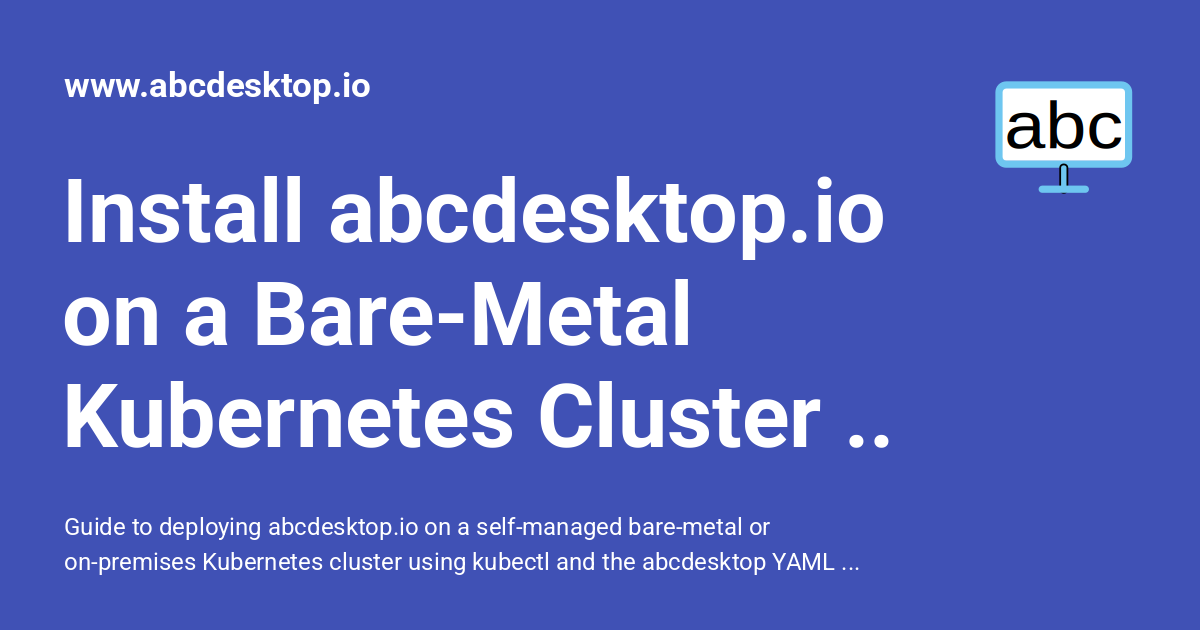 www.abcdesktop.io
abc
Install abcdesktop.io
on a Bare-Metal
Kubernetes Cluster ..
Guide to deploying abcdesktop.io on a self-managed bare-metal or
on-premises Kubernetes cluster using kubectl and the abcdesktop YAML ...